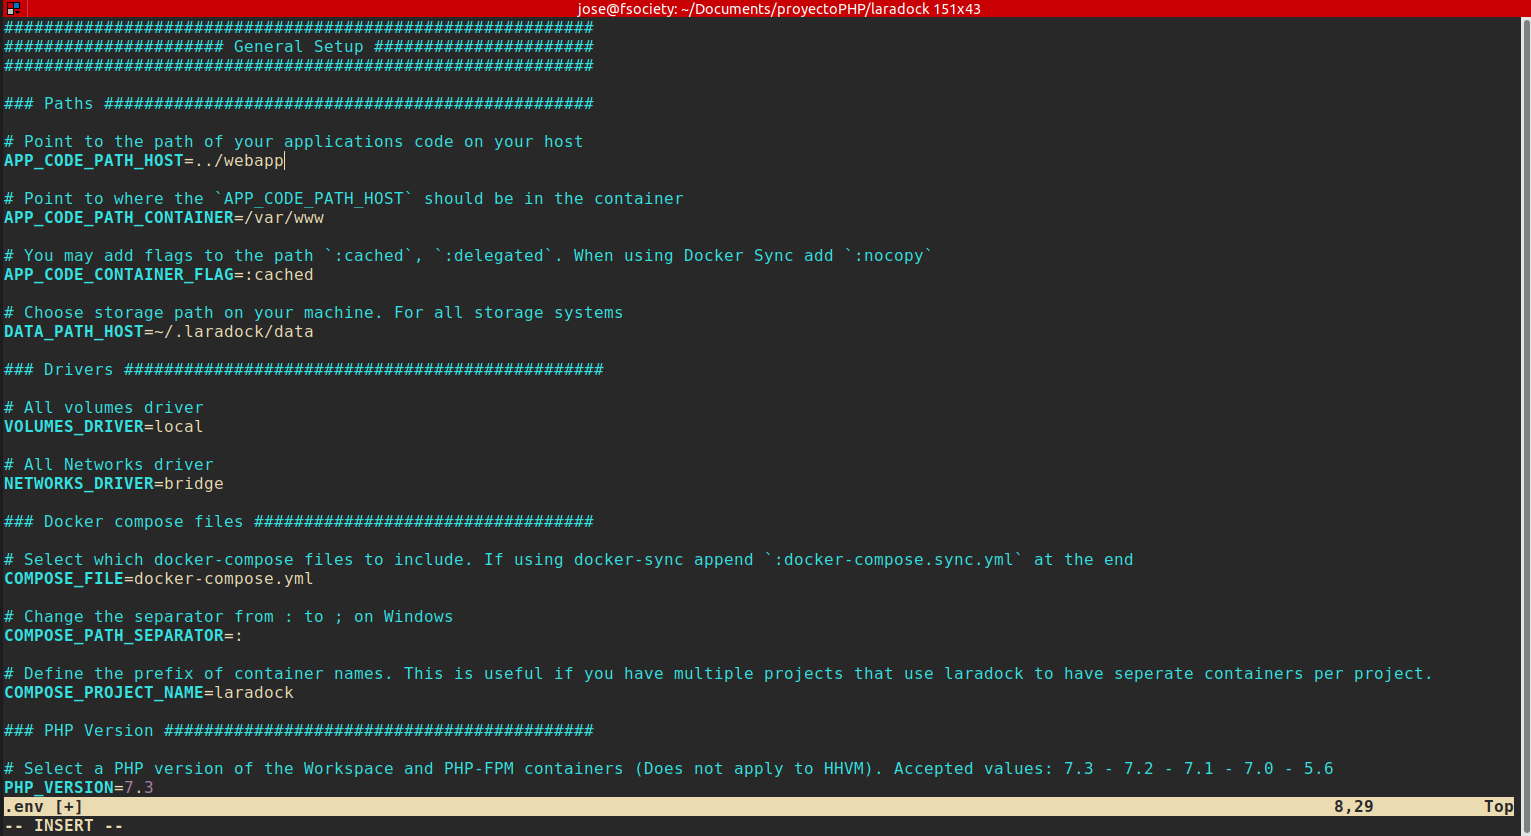 jose@fsociety: ~/Documents/proyectoPHP/laradock 151x43
###########################################################
###################### General Setup ######################
###########################################################
### Paths #################################################
# Point to the path of your applications code on your host
APP_CODE_PATH_HOST=../webapp
# Point to where the `APP_CODE_PATH_HOST` should be in the container
APP_CODE_PATH_CONTAINER=/var/www
# You may add flags to the path `:cached`, `:delegated`. When using Docker Sync add `:nocopy`
APP_CODE_CONTAINER_FLAG=:cached
# Choose storage path on your machine. For all storage systems
DATA_PATH_HOST=~/.laradock/data
### Drivers ################################################
# All volumes driver
VOLUMES_DRIVER=local
# All Networks driver
NETWORKS_DRIVER=bridge
### Docker compose files ##################################
# Select which docker-compose files to include. If using docker-sync append `:docker-compose.sync.yml` at the end
COMPOSE_FILE=docker-compose.yml
# Change the separator from : to ; on Windows
COMPOSE_PATH_SEPARATOR=:
# Define the prefix of container names. This is useful if you have multiple projects that use laradock to have seperate containers per project.
COMPOSE_PROJECT_NAME=laradock
### PHP Version ###########################################
# Select a PHP version of the Workspace and PHP-FPM containers (Does not apply to HHVM). Accepted values: 7.3 - 7.2 - 7.1 - 7.0 - 5.6
PHP_VERSION=7.3
.env [+] 8,29 Top
-- INSERT --